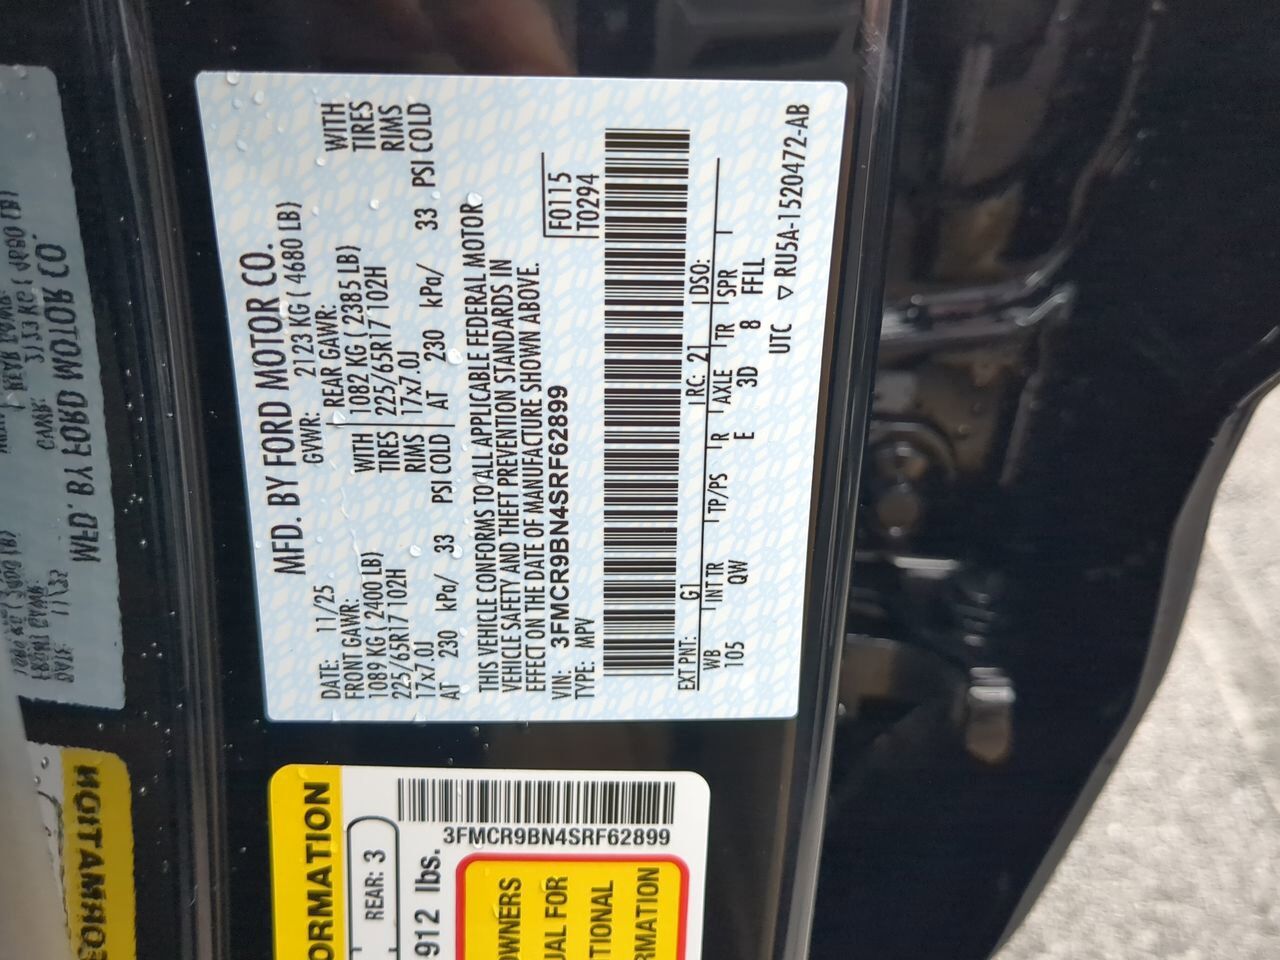 MFD. BY FORD MOTOR CO.
DATE: 11/25 GVWR: 2123 KG ( 4680 LB)
FRONT GAWR: REAR GAWR:
1089 KG ( 2400 LB) WITH 1082 KG ( 2385 LB) WITH
225/65R17 102H TIRES 225/65R17 102H TIRES
17x7.0J RIMS 17x7.0J RIMS
AT 230 kPa/ 33 PSI COLD AT 230 kPa/ 33 PSI COLD
THIS VEHICLE CONFORMS TO ALL APPLICABLE FEDERAL MOTOR
VEHICLE SAFETY AND THEFT PREVENTION STANDARDS IN
EFFECT ON THE DATE OF MANUFACTURE SHOWN ABOVE.
VIN: 3FMCR9BN4SRF62899 F0115
TYPE: MPV T0294
EXT PNT: G1 RC: 21 DSO:
WB INT TR TP/PS R AXLE TR SPR
105 QW E 3D 8 FFLL
UTC ▽ RU5A-1520472-AB
ORMATION
REAR: 3
912 lbs.
3FMCR9BN4SRF62899
OWNERS
UAL FOR
TIONAL
RMATION